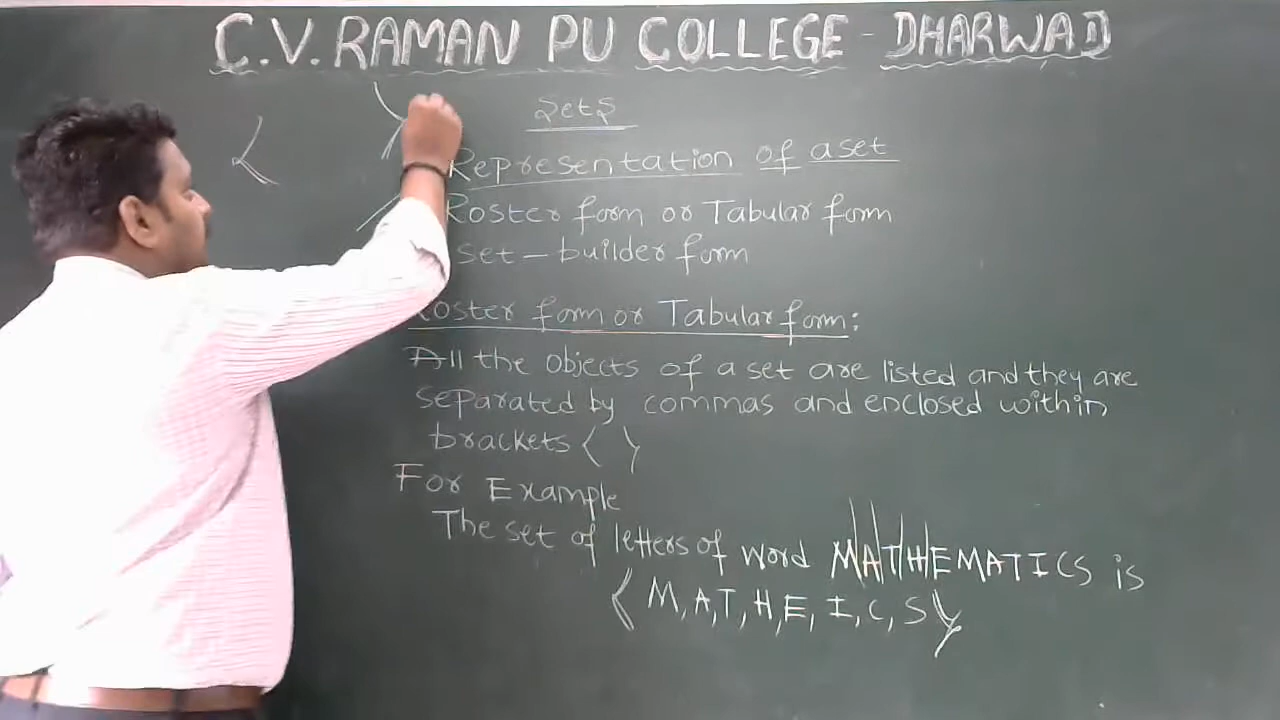 C.V. RAMAN PU COLLEGE - DHARWAD
Sets
Representation of a set
Roster form or Tabular form
set - builder form
Roster form or Tabular form:
All the objects of a set are listed and they are
separated by commas and enclosed within
brackets { }
For Example
The set of letters of word MATHEMATICS is
{M,A,T,H,E,I,C,S}
{ }